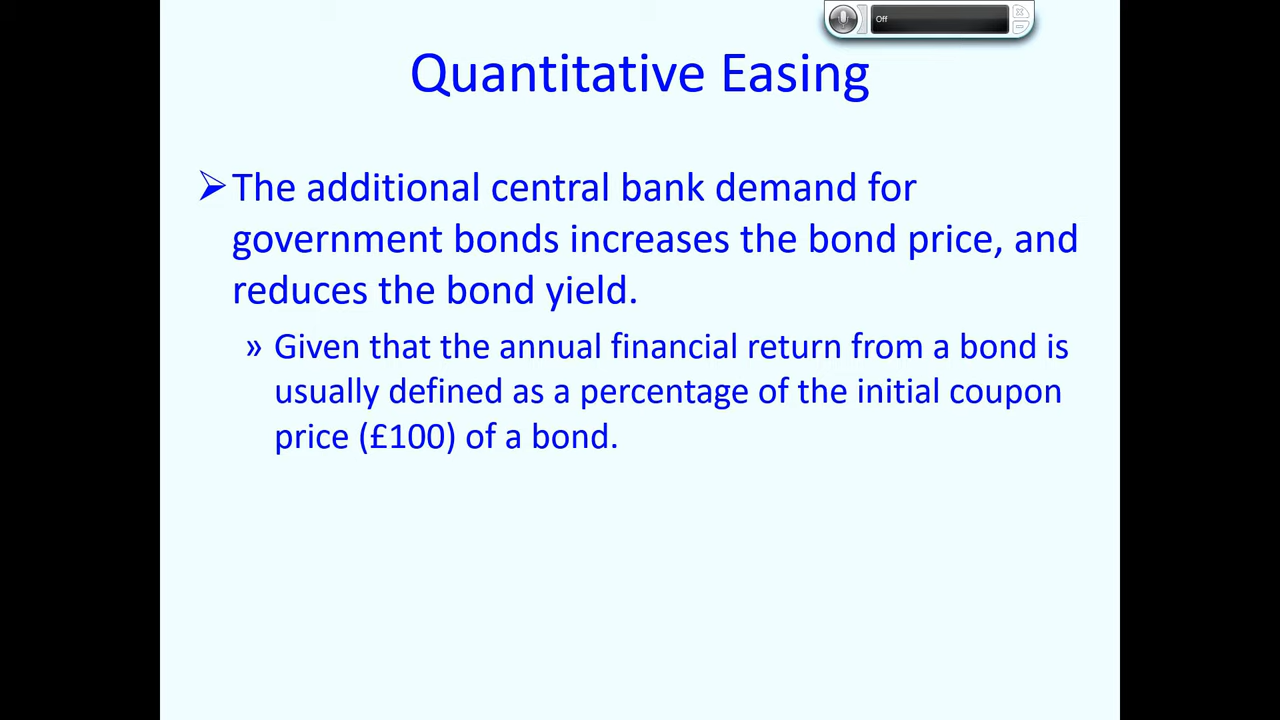 Off
Quantitative Easing
➢The additional central bank demand for
government bonds increases the bond price, and
reduces the bond yield.
» Given that the annual financial return from a bond is
usually defined as a percentage of the initial coupon
price (£100) of a bond.